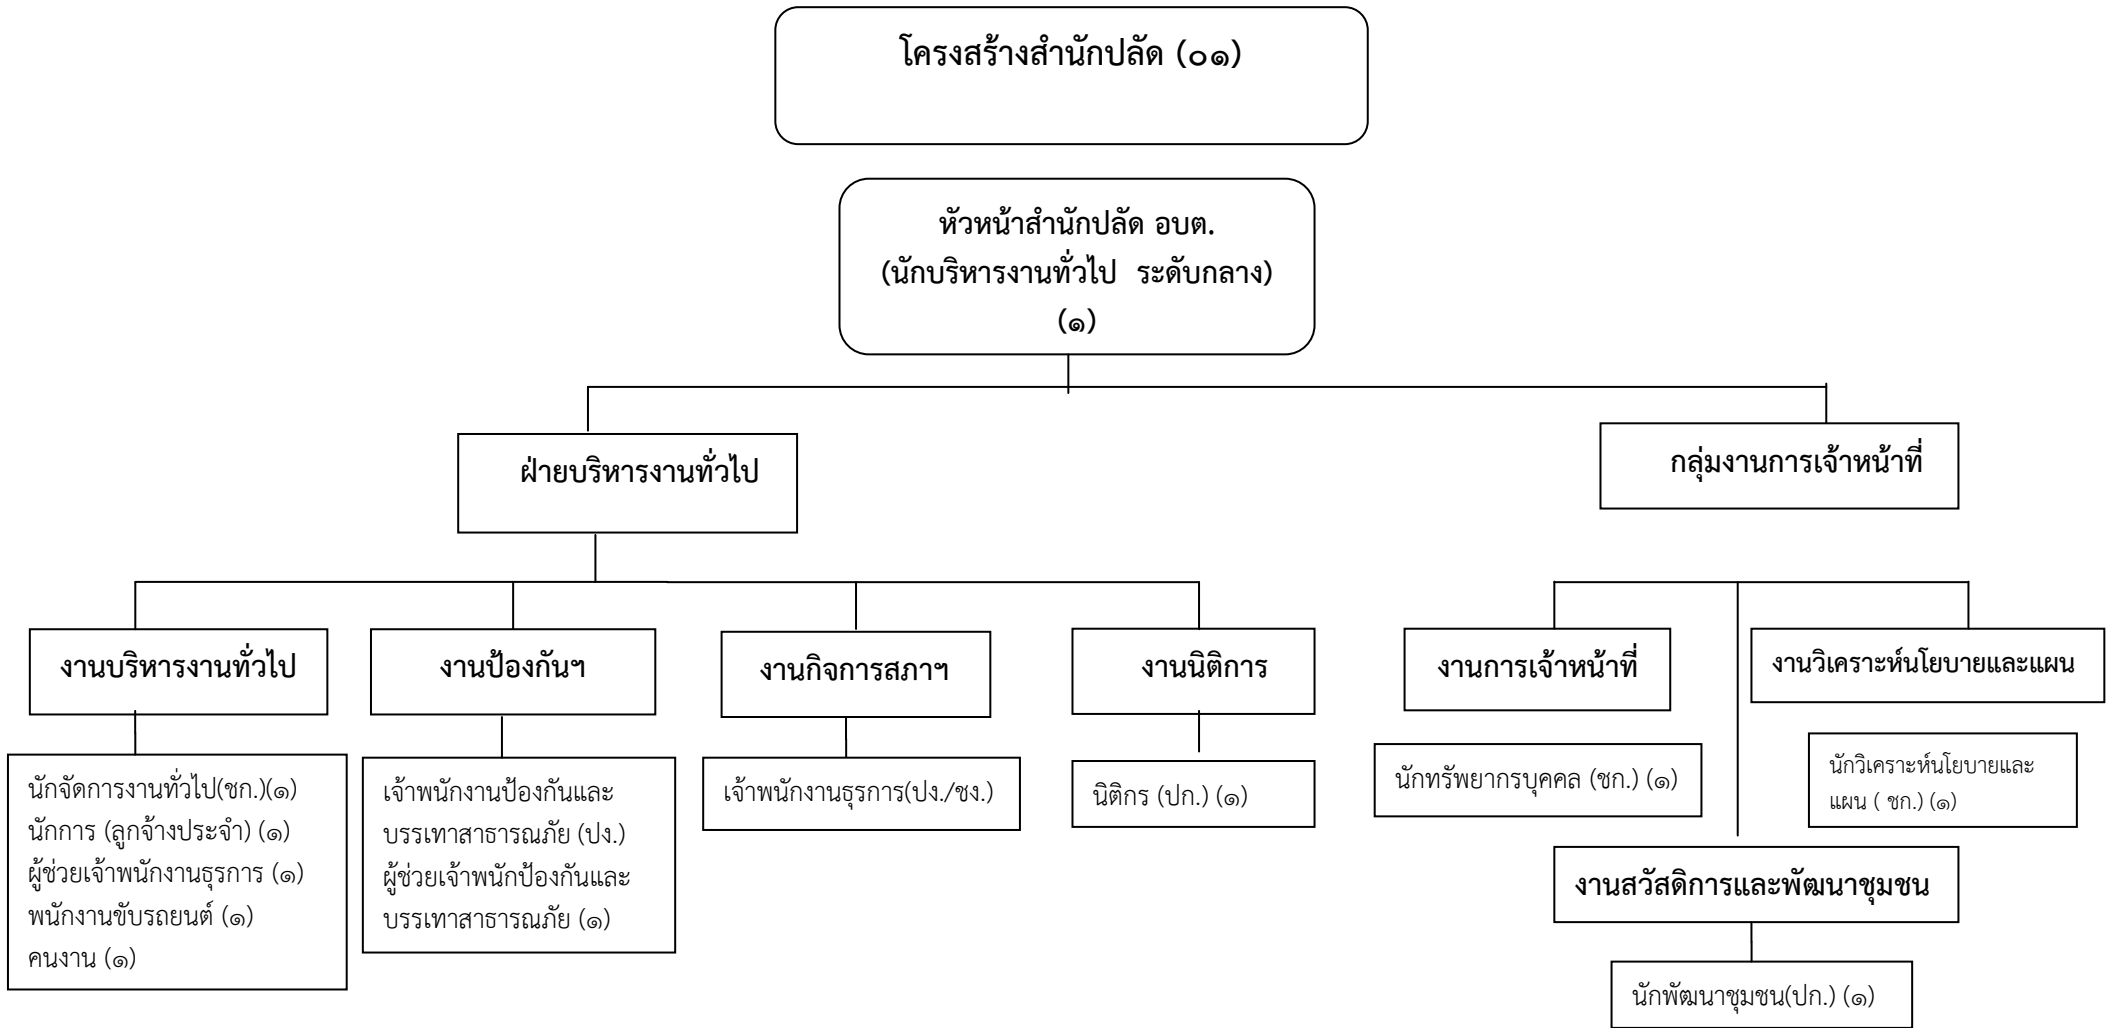 โครงสร้างสำนักปลัด (๐๑)
หัวหน้าสำนักปลัด อบต.
(นักบริหารงานทั่วไป ระดับกลาง)
(๑)
ฝ่ายบริหารงานทั่วไป
กลุ่มงานการเจ้าหน้าที่
งานบริหารงานทั่วไป
งานป้องกันฯ
งานกิจการสภาฯ
งานนิติการ
งานการเจ้าหน้าที่
งานวิเคราะห์นโยบายและแผน
นักจัดการงานทั่วไป(ชก.)(๑)
นักการ (ลูกจ้างประจำ) (๑)
ผู้ช่วยเจ้าพนักงานธุรการ (๑)
พนักงานขับรถยนต์ (๑)
คนงาน (๑)
เจ้าพนักงานป้องกันและ
บรรเทาสาธารณภัย (ปง.)
ผู้ช่วยเจ้าพนักป้องกันและ
บรรเทาสาธารณภัย (๑)
เจ้าพนักงานธุรการ(ปง./ชง.)
นิติกร (ปก.) (๑)
นักทรัพยากรบุคคล (ชก.) (๑)
นักวิเคราะห์นโยบายและ
แผน ( ชก.) (๑)
งานสวัสดิการและพัฒนาชุมชน
นักพัฒนาชุมชน(ปก.) (๑)